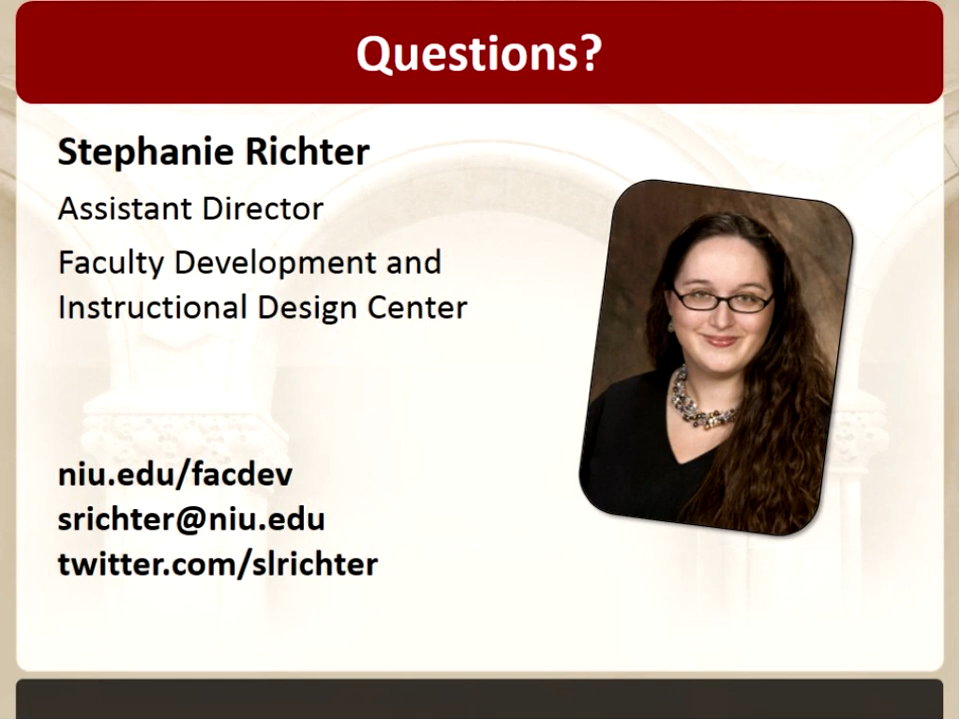 Questions?
Stephanie Richter
Assistant Director
Faculty Development and
Instructional Design Center
niu.edu/facdev
srichter@niu.edu
twitter.com/slrichter